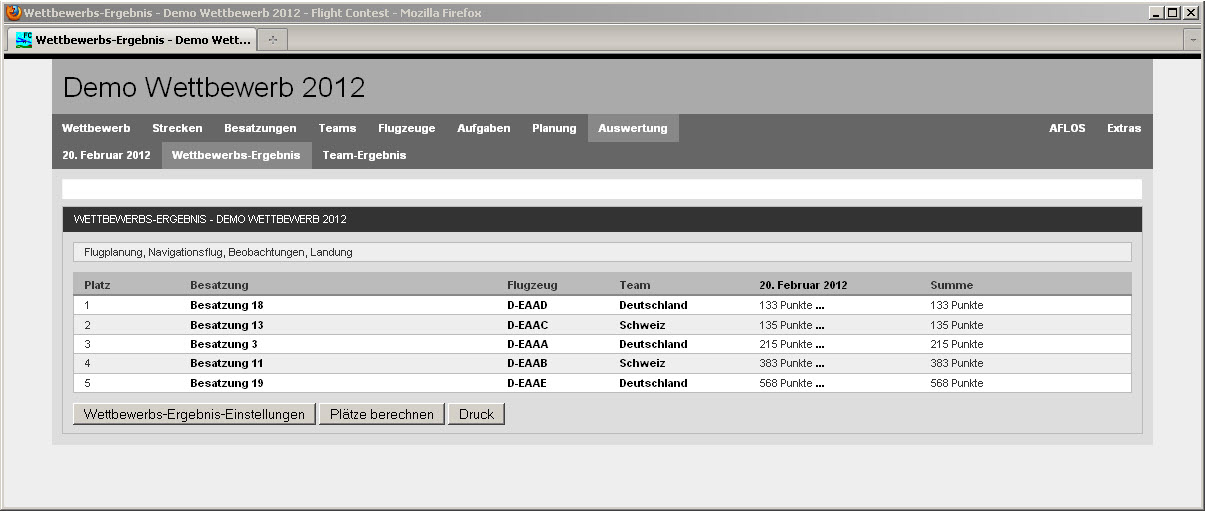 Wettbewerbs-Ergebnis - Demo Wettbewerb 2012 - Flight Contest - Mozilla Firefox
FC Wettbewerbs-Ergebnis - Demo Wett...
Demo Wettbewerb 2012
Wettbewerb Strecken Besatzungen Teams Flugzeuge Aufgaben Planung Auswertung AFLOS Extras
20. Februar 2012 Wettbewerbs-Ergebnis Team-Ergebnis
WETTBEWERBS-ERGEBNIS - DEMO WETTBEWERB 2012
Flugplanung, Navigationsflug, Beobachtungen, Landung
Platz Besatzung Flugzeug Team 20. Februar 2012 Summe
1 Besatzung 18 D-EAAD Deutschland 133 Punkte ... 133 Punkte
2 Besatzung 13 D-EAAC Schweiz 135 Punkte ... 135 Punkte
3 Besatzung 3 D-EAAA Deutschland 215 Punkte ... 215 Punkte
4 Besatzung 11 D-EAAB Schweiz 383 Punkte ... 383 Punkte
5 Besatzung 19 D-EAAE Deutschland 568 Punkte ... 568 Punkte
Wettbewerbs-Ergebnis-Einstellungen Plätze berechnen Druck